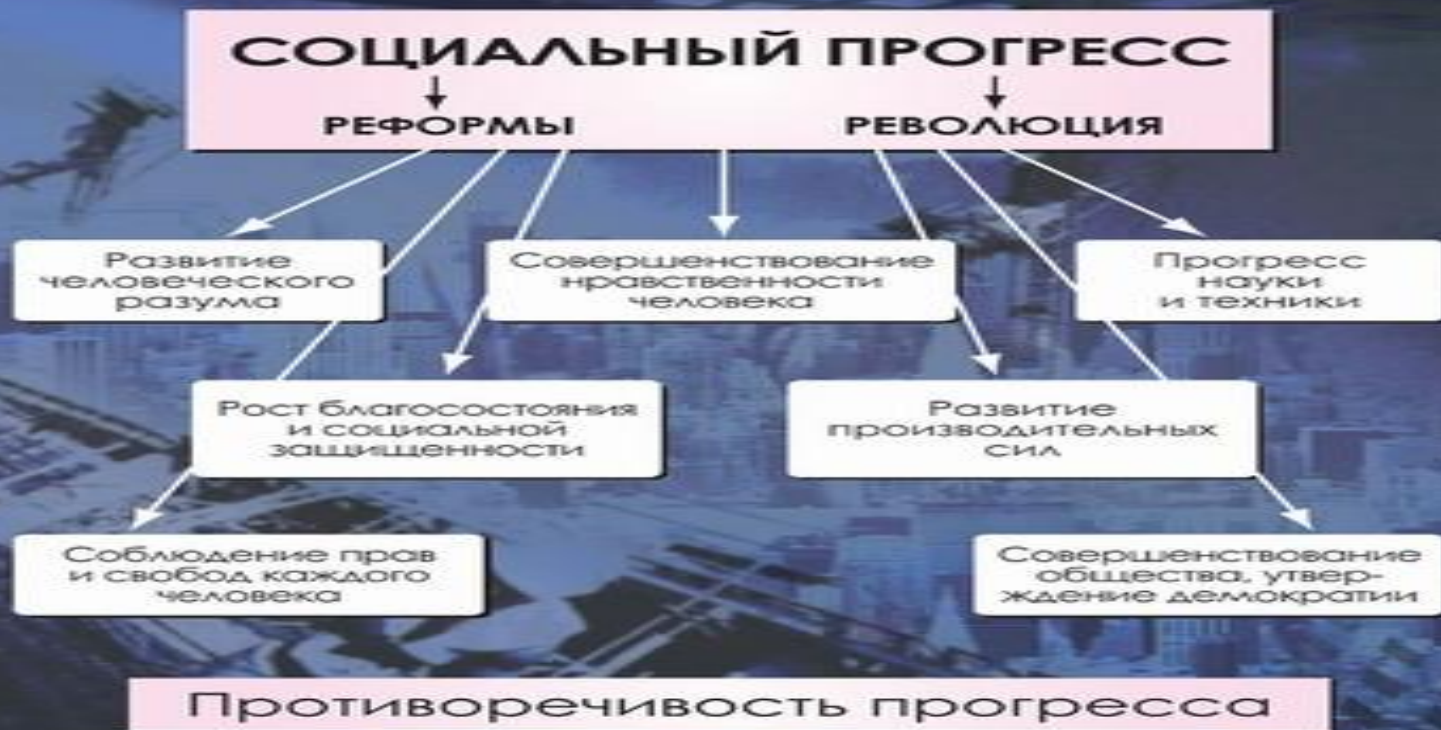 СОЦИАЛЬНЫЙ ПРОГРЕСС
РЕФОРМЫ
РЕВОЛЮЦИЯ
Развитие
человеческого
разума
Совершенствование
нравственности
человека
Прогресс
науки
и техники
Рост благосостояния
и социальной
защищенности
Развитие
производительных
сил
Соблюдение прав
и свобод каждого
человека
Совершенствование
общества, утвер-
ждение демократии
Противоречивость прогресса